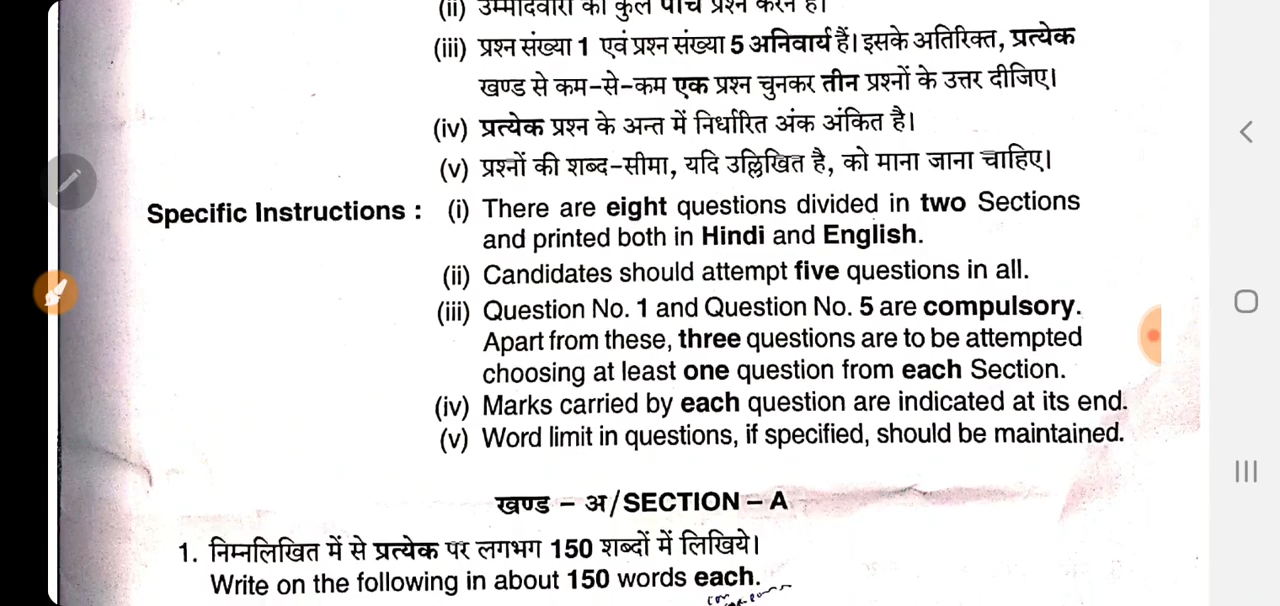 (ii) उम्मीदवारों को कुल पाँच प्रश्न करने हैं।
(iii) प्रश्न संख्या 1 एवं प्रश्न संख्या 5 अनिवार्य हैं। इसके अतिरिक्त, प्रत्येक
खण्ड से कम-से-कम एक प्रश्न चुनकर तीन प्रश्नों के उत्तर दीजिए।
(iv) प्रत्येक प्रश्न के अन्त में निर्धारित अंक अंकित है।
(v) प्रश्नों की शब्द-सीमा, यदि उल्लिखित है, को माना जाना चाहिए।
Specific Instructions : (i) There are eight questions divided in two Sections
and printed both in Hindi and English.
(ii) Candidates should attempt five questions in all.
(iii) Question No. 1 and Question No. 5 are compulsory.
Apart from these, three questions are to be attempted
choosing at least one question from each Section.
(iv) Marks carried by each question are indicated at its end.
(v) Word limit in questions, if specified, should be maintained.
खण्ड - अ/SECTION - A
1. निम्नलिखित में से प्रत्येक पर लगभग 150 शब्दों में लिखिये।
Write on the following in about 150 words each.